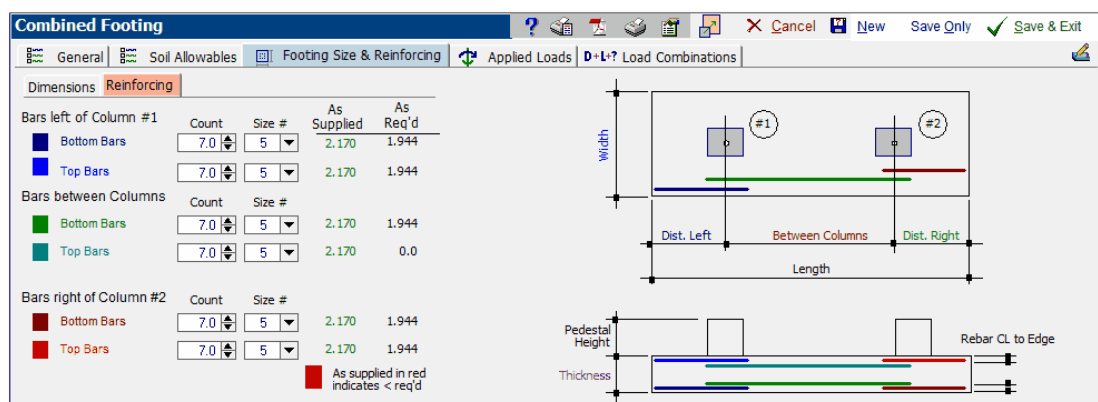 Combined Footing
? Cancel New Save Only Save & Exit
General Soil Allowables Footing Size & Reinforcing Applied Loads D+L+? Load Combinations
Dimensions Reinforcing
Bars left of Column #1 Count Size # As Supplied As Req'd
Bottom Bars 7.0 5 2.170 1.944
Top Bars 7.0 5 2.170 1.944
Bars between Columns Count Size #
Bottom Bars 7.0 5 2.170 1.944
Top Bars 7.0 5 2.170 0.0
Bars right of Column #2 Count Size #
Bottom Bars 7.0 5 2.170 1.944
Top Bars 7.0 5 2.170 1.944
As supplied in red
indicates < req'd
#1 #2
Width
Dist. Left Between Columns Dist. Right
Length
Pedestal
Height
Rebar CL to Edge
Thickness